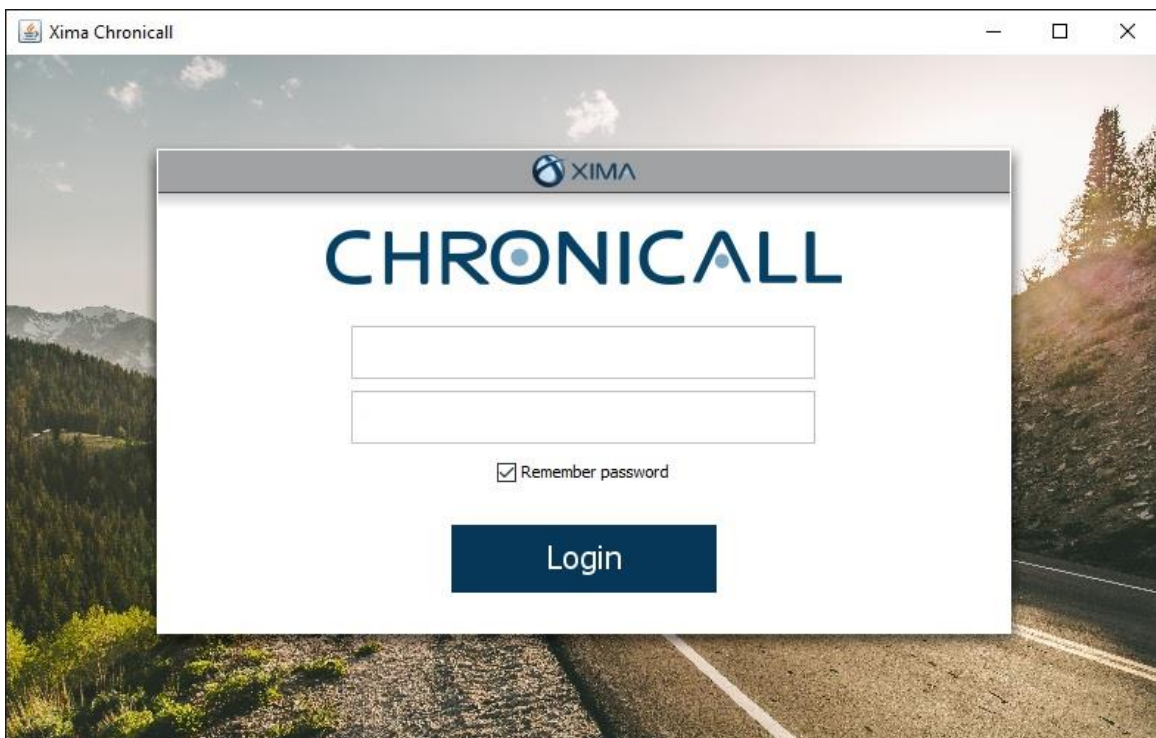 Xima Chronicall
XIMA
CHRONICALL
Remember password
Login